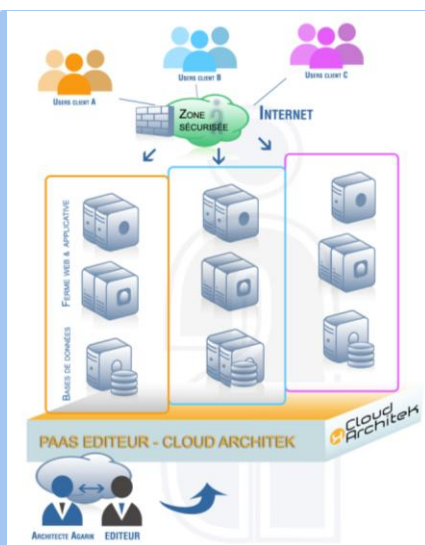 USERS CLIENT A
USERS CLIENT B
USERS CLIENT C
ZONE
SÉCURISÉE
INTERNET
FERME WEB & APPLICATIVE
BASES DE DONNÉES
PAAS EDITEUR - CLOUD ARCHITEK
Cloud
Architek
ARCHITECTE AGARIK
EDITEUR